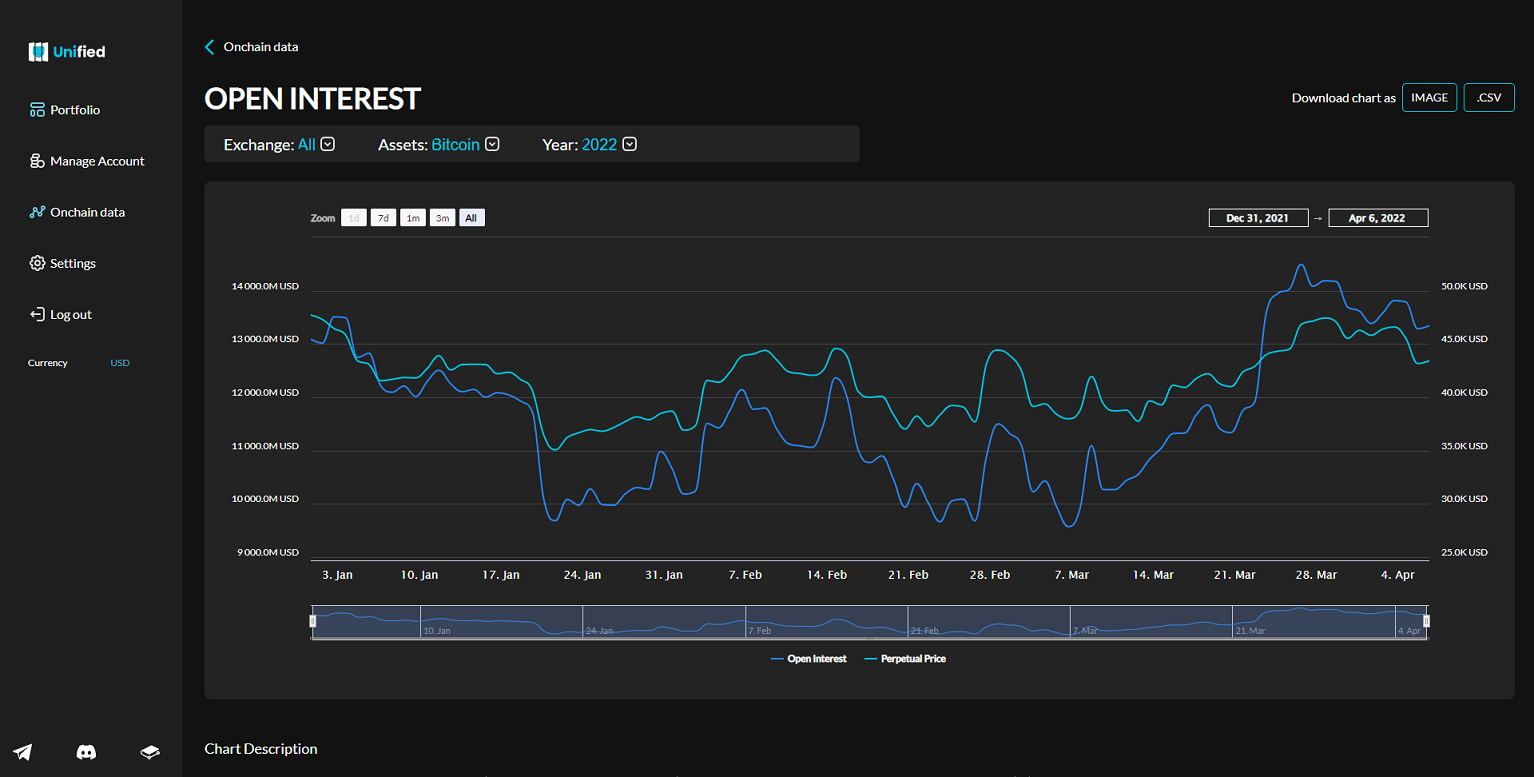 Unified
Portfolio
Manage Account
Onchain data
Settings
Log out
Currency USD
Onchain data
OPEN INTEREST
Download chart as IMAGE .CSV
Exchange: All Assets: Bitcoin Year: 2022
Zoom 1d 7d 1m 3m All Dec 31, 2021 → Apr 6, 2022
14 000.0M USD 50.0K USD
13 000.0M USD 45.0K USD
12 000.0M USD 40.0K USD
11 000.0M USD 35.0K USD
10 000.0M USD 30.0K USD
9 000.0M USD 25.0K USD
3. Jan 10. Jan 17. Jan 24. Jan 31. Jan 7. Feb 14. Feb 21. Feb 28. Feb 7. Mar 14. Mar 21. Mar 28. Mar 4. Apr
10. Jan 24. Jan 7. Feb 21. Feb 7. Mar 21. Mar 4. Apr
Open Interest Perpetual Price
Chart Description